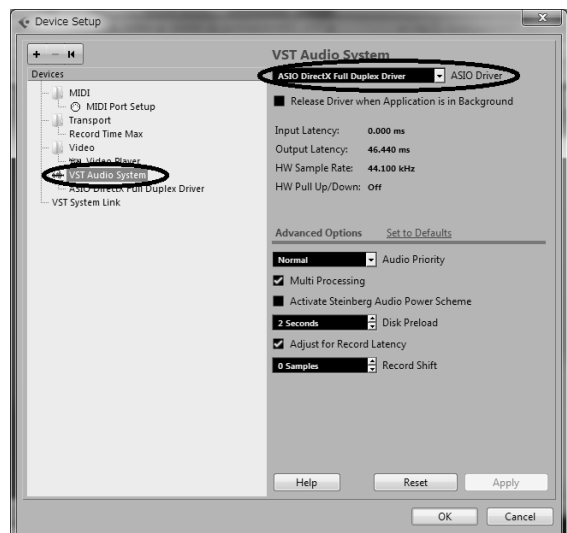 Device Setup
Devices
MIDI
MIDI Port Setup
Transport
Record Time Max
Video
Video Player
VST Audio System
ASIO DirectX Full Duplex Driver
VST System Link
VST Audio System
ASIO DirectX Full Duplex Driver ASIO Driver
Release Driver when Application is in Background
Input Latency: 0.000 ms
Output Latency: 46.440 ms
HW Sample Rate: 44.100 kHz
HW Pull Up/Down: Off
Advanced Options Set to Defaults
Normal Audio Priority
Multi Processing
Activate Steinberg Audio Power Scheme
2 Seconds Disk Preload
Adjust for Record Latency
0 Samples Record Shift
Help Reset Apply
OK Cancel